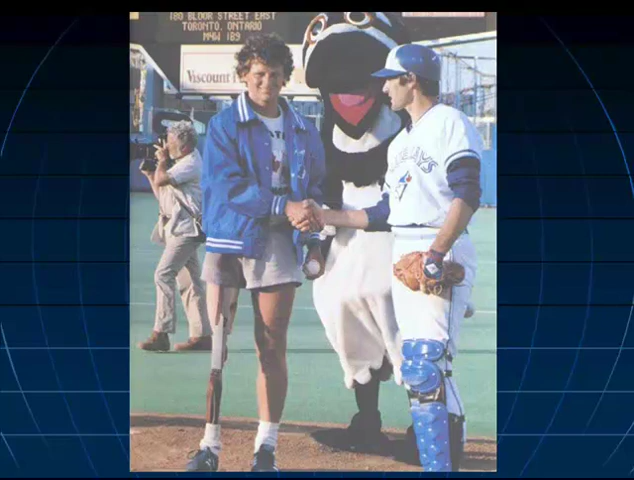 180 BLOOR STREET EAST
TORONTO, ONTARIO
M4W 1B9
Viscount
BLUE JAYS